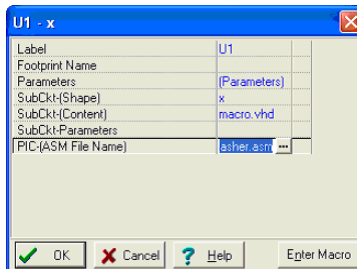 U1 - x
Label U1
Footprint Name
Parameters (Parameters)
SubCkt-(Shape) x
SubCkt-(Content) macro.vhd
SubCkt-Parameters
PIC-(ASM File Name) asher.asm ...
OK Cancel ? Help Enter Macro